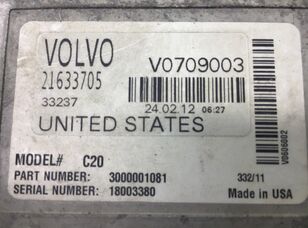 VOLVO
V0709003
21633705
33237
24.02.12 06:27
UNITED STATES
V0606002
MODEL# C20
PART NUMBER: 3000001081
332/11
SERIAL NUMBER: 18003380
Made in USA